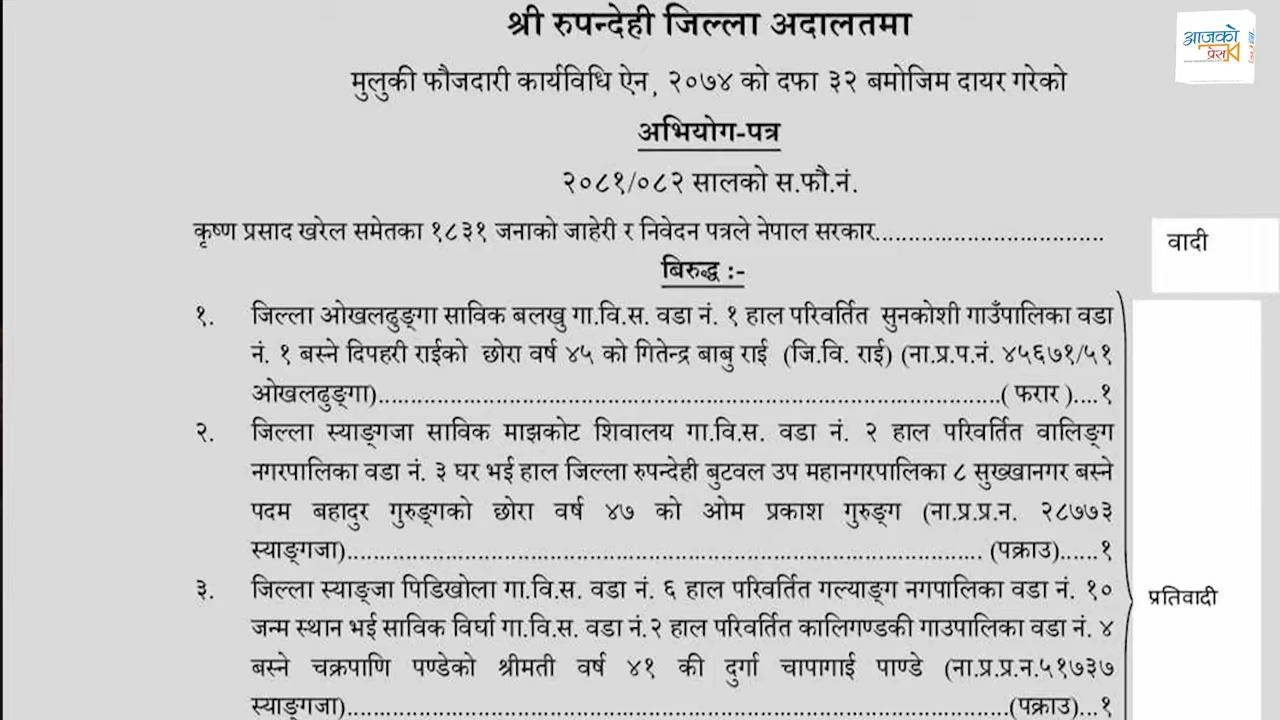 श्री रुपन्देही जिल्ला अदालतमा
आजको
प्रेस
मुलुकी फौजदारी कार्यविधि ऐन, २०७४ को दफा ३२ बमोजिम दायर गरेको
अभियोग-पत्र
२०८१/०८२ सालको स.फौ.नं.
कृष्ण प्रसाद खरेल समेतका १८३१ जनाको जाहेरी र निवेदन पत्रले नेपाल सरकार..................................
वादी
बिरुद्ध :-
१. जिल्ला ओखलढुङ्गा साविक बलखु गा.वि.स. वडा नं. १ हाल परिवर्तित सुनकोशी गाउँपालिका वडा
नं. १ बस्ने दिपहरी राईको छोरा वर्ष ४५ को गितेन्द्र बाबु राई (जि.वि. राई) (ना.प्र.प.नं. ४५६७१/५१
ओखलढुङ्गा)..............................................................................................( फरार )....१
२. जिल्ला स्याङ्गजा साविक माझकोट शिवालय गा.वि.स. वडा नं. २ हाल परिवर्तित वालिङ्ग
नगरपालिका वडा नं. ३ घर भई हाल जिल्ला रुपन्देही बुटवल उप महानगरपालिका ८ सुख्खानगर बस्ने
पदम बहादुर गुरुङ्गको छोरा वर्ष ४७ को ओम प्रकाश गुरुङ्ग (ना.प्र.प्र.न. २८७७३
स्याङ्गजा)................................................................................................ (पक्राउ)......१
३. जिल्ला स्याङ्जा पिडिखोला गा.वि.स. वडा नं. ६ हाल परिवर्तित गल्याङ्ग नगपालिका वडा नं. १०
प्रतिवादी
जन्म स्थान भई साविक विर्घा गा.वि.स. वडा नं.२ हाल परिवर्तित कालिगण्डकी गाउपालिका वडा नं. ४
बस्ने चक्रपाणि पण्डेको श्रीमती वर्ष ४१ की दुर्गा चापागाई पाण्डे (ना.प्र.प्र.न.५१७३७
स्याङ्गजा)....................................................................................................(पक्राउ)...१